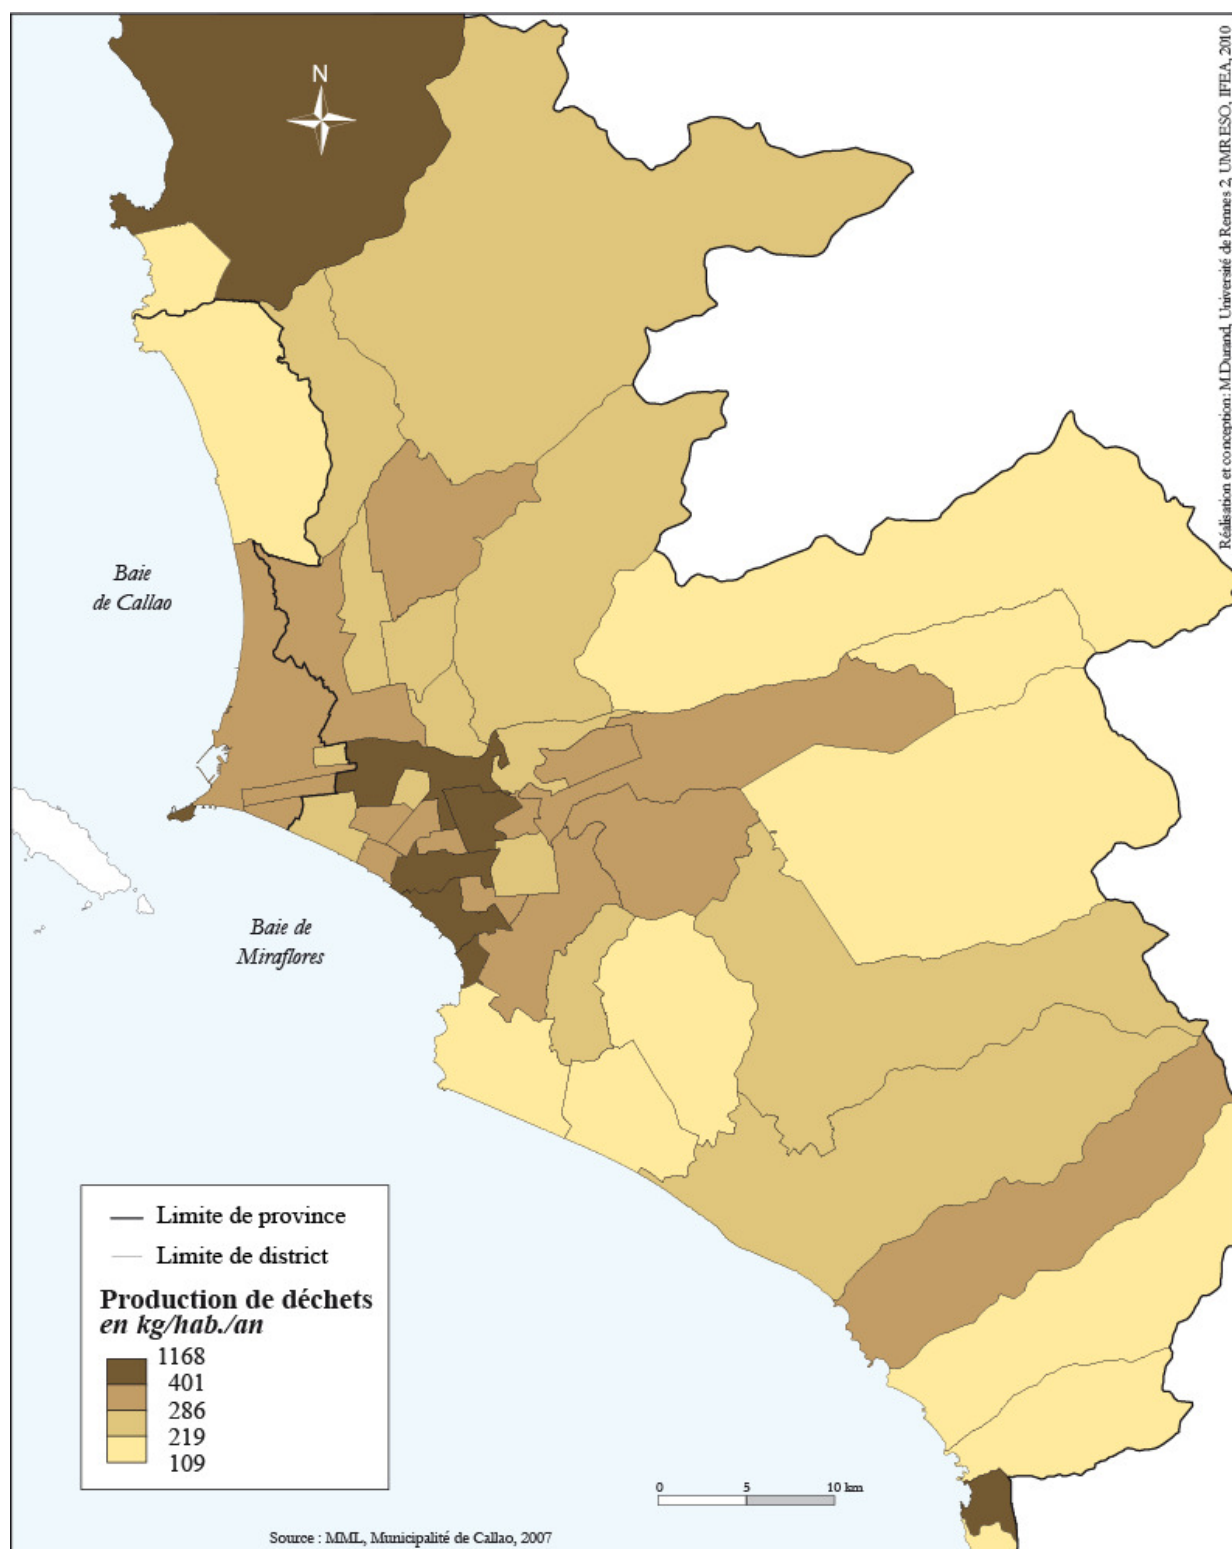 N
Réalisation et conception: M.Durand, Université de Rennes 2, UMR ESO, IFEA, 2010
Baie
de Callao
Baie de
Miraflores
Limite de province
Limite de district
Production de déchets
en kg/hab./an
1168
401
286
219
109
0 5 10 km
Source : MML, Municipalité de Callao, 2007